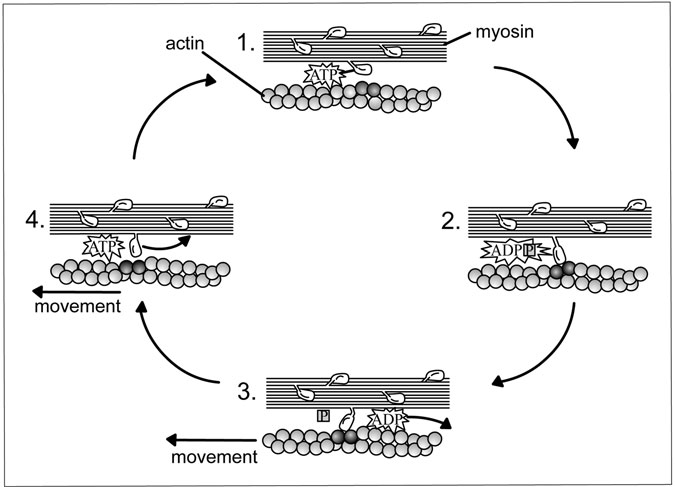 1.
myosin
actin
ATP
2.
ADP P
3.
P
ADP
movement
4.
ATP
movement